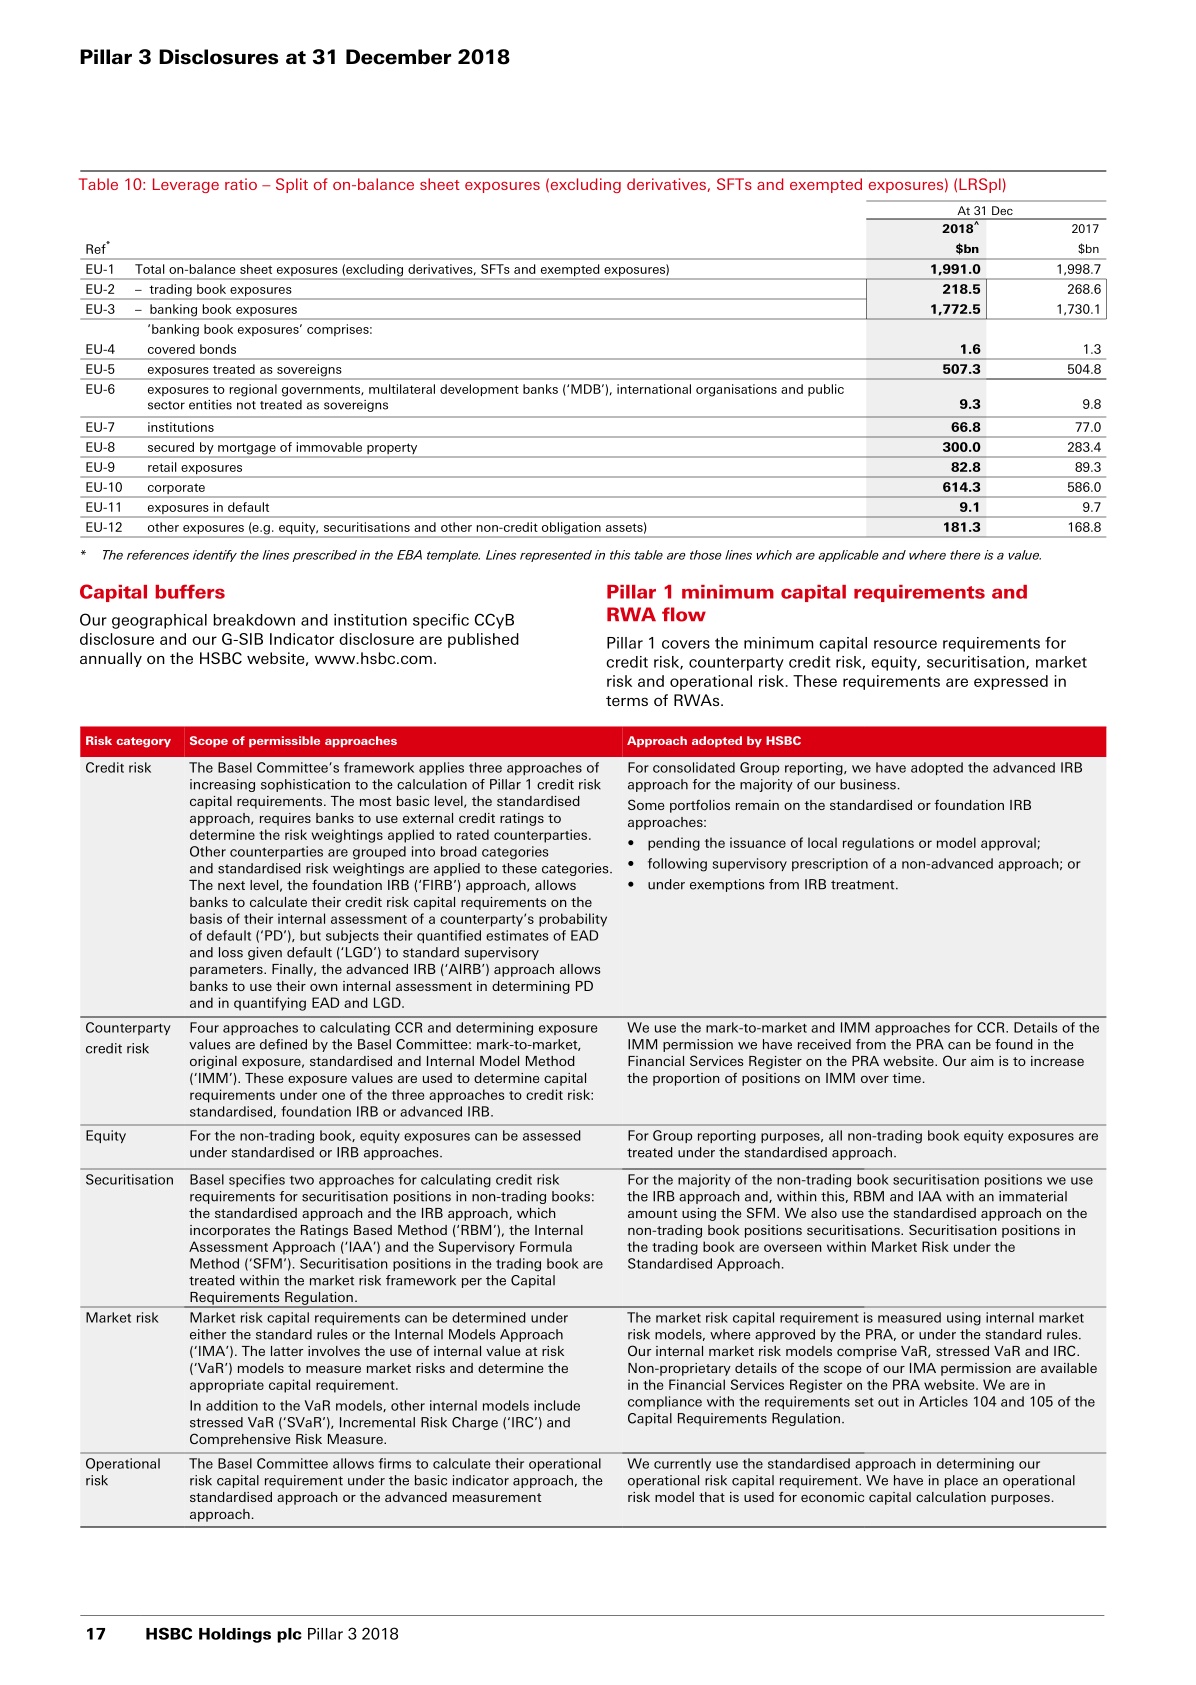 Pillar 3 Disclosures at 31 December 2018
Table 10: Leverage ratio – Split of on-balance sheet exposures (excluding derivatives, SFTs and exempted exposures) (LRSpl)
At 31 Dec
2018^ 2017
Ref* $bn $bn
EU-1 Total on-balance sheet exposures (excluding derivatives, SFTs and exempted exposures) 1,991.0 1,998.7
EU-2 – trading book exposures 218.5 268.6
EU-3 – banking book exposures 1,772.5 1,730.1
‘banking book exposures’ comprises:
EU-4 covered bonds 1.6 1.3
EU-5 exposures treated as sovereigns 507.3 504.8
EU-6 exposures to regional governments, multilateral development banks (‘MDB’), international organisations and public
sector entities not treated as sovereigns 9.3 9.8
EU-7 institutions 66.8 77.0
EU-8 secured by mortgage of immovable property 300.0 283.4
EU-9 retail exposures 82.8 89.3
EU-10 corporate 614.3 586.0
EU-11 exposures in default 9.1 9.7
EU-12 other exposures (e.g. equity, securitisations and other non-credit obligation assets) 181.3 168.8
* The references identify the lines prescribed in the EBA template. Lines represented in this table are those lines which are applicable and where there is a value.
Capital buffers
Our geographical breakdown and institution specific CCyB
disclosure and our G-SIB Indicator disclosure are published
annually on the HSBC website, www.hsbc.com.
Pillar 1 minimum capital requirements and
RWA flow
Pillar 1 covers the minimum capital resource requirements for
credit risk, counterparty credit risk, equity, securitisation, market
risk and operational risk. These requirements are expressed in
terms of RWAs.
Risk category Scope of permissible approaches Approach adopted by HSBC
Credit risk
The Basel Committee’s framework applies three approaches of
increasing sophistication to the calculation of Pillar 1 credit risk
capital requirements. The most basic level, the standardised
approach, requires banks to use external credit ratings to
determine the risk weightings applied to rated counterparties.
Other counterparties are grouped into broad categories
and standardised risk weightings are applied to these categories.
The next level, the foundation IRB (‘FIRB’) approach, allows
banks to calculate their credit risk capital requirements on the
basis of their internal assessment of a counterparty’s probability
of default (‘PD’), but subjects their quantified estimates of EAD
and loss given default (‘LGD’) to standard supervisory
parameters. Finally, the advanced IRB (‘AIRB’) approach allows
banks to use their own internal assessment in determining PD
and in quantifying EAD and LGD.
For consolidated Group reporting, we have adopted the advanced IRB
approach for the majority of our business.
Some portfolios remain on the standardised or foundation IRB
approaches:
• pending the issuance of local regulations or model approval;
• following supervisory prescription of a non-advanced approach; or
• under exemptions from IRB treatment.
Counterparty
credit risk
Four approaches to calculating CCR and determining exposure
values are defined by the Basel Committee: mark-to-market,
original exposure, standardised and Internal Model Method
(‘IMM’). These exposure values are used to determine capital
requirements under one of the three approaches to credit risk:
standardised, foundation IRB or advanced IRB.
We use the mark-to-market and IMM approaches for CCR. Details of the
IMM permission we have received from the PRA can be found in the
Financial Services Register on the PRA website. Our aim is to increase
the proportion of positions on IMM over time.
Equity
For the non-trading book, equity exposures can be assessed
under standardised or IRB approaches.
For Group reporting purposes, all non-trading book equity exposures are
treated under the standardised approach.
Securitisation
Basel specifies two approaches for calculating credit risk
requirements for securitisation positions in non-trading books:
the standardised approach and the IRB approach, which
incorporates the Ratings Based Method (‘RBM’), the Internal
Assessment Approach (‘IAA’) and the Supervisory Formula
Method (‘SFM’). Securitisation positions in the trading book are
treated within the market risk framework per the Capital
Requirements Regulation.
For the majority of the non-trading book securitisation positions we use
the IRB approach and, within this, RBM and IAA with an immaterial
amount using the SFM. We also use the standardised approach on the
non-trading book positions securitisations. Securitisation positions in
the trading book are overseen within Market Risk under the
Standardised Approach.
Market risk
Market risk capital requirements can be determined under
either the standard rules or the Internal Models Approach
(‘IMA’). The latter involves the use of internal value at risk
(‘VaR’) models to measure market risks and determine the
appropriate capital requirement.
In addition to the VaR models, other internal models include
stressed VaR (‘SVaR’), Incremental Risk Charge (‘IRC’) and
Comprehensive Risk Measure.
The market risk capital requirement is measured using internal market
risk models, where approved by the PRA, or under the standard rules.
Our internal market risk models comprise VaR, stressed VaR and IRC.
Non-proprietary details of the scope of our IMA permission are available
in the Financial Services Register on the PRA website. We are in
compliance with the requirements set out in Articles 104 and 105 of the
Capital Requirements Regulation.
Operational
risk
The Basel Committee allows firms to calculate their operational
risk capital requirement under the basic indicator approach, the
standardised approach or the advanced measurement
approach.
We currently use the standardised approach in determining our
operational risk capital requirement. We have in place an operational
risk model that is used for economic capital calculation purposes.
17 HSBC Holdings plc Pillar 3 2018